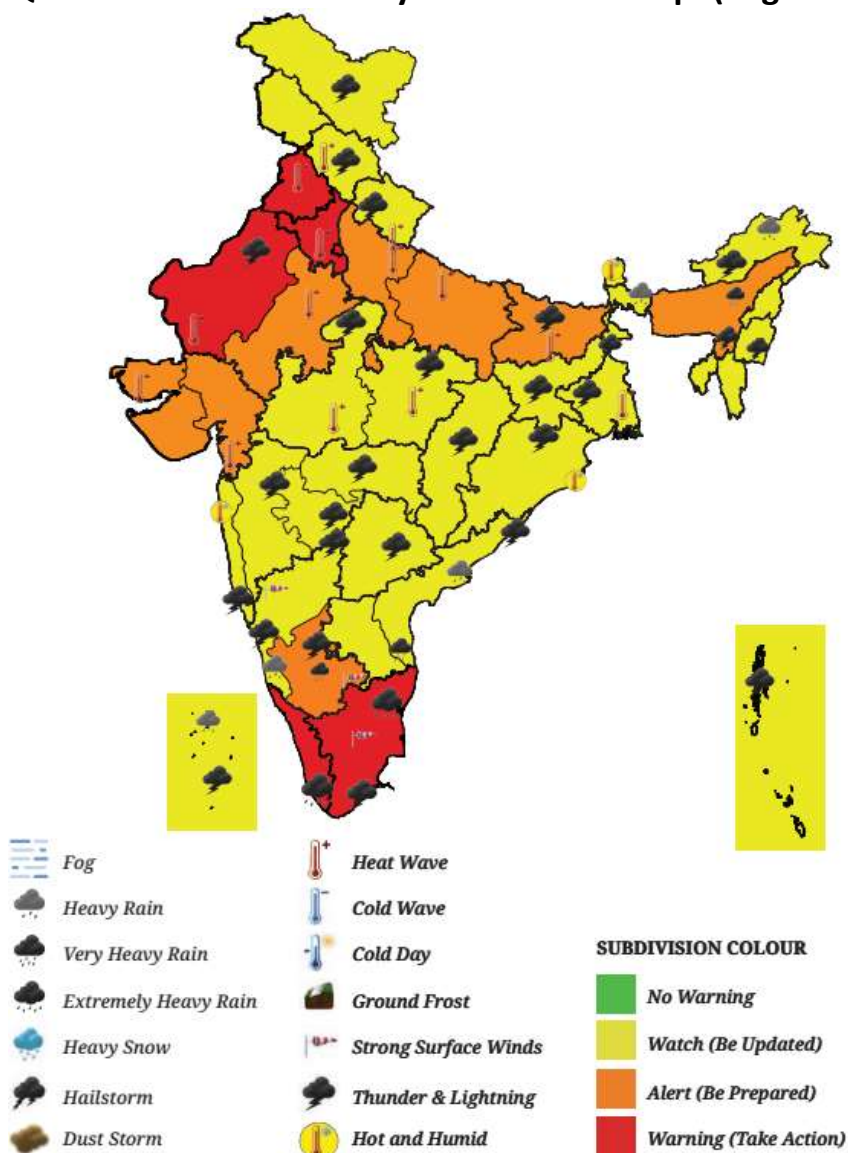 Fog
Heavy Rain
Very Heavy Rain
Extremely Heavy Rain
Heavy Snow
Hailstorm
Dust Storm
Heat Wave
Cold Wave
Cold Day
Ground Frost
Strong Surface Winds
Thunder & Lightning
Hot and Humid
SUBDIVISION COLOUR
No Warning
Watch (Be Updated)
Alert (Be Prepared)
Warning (Take Action)